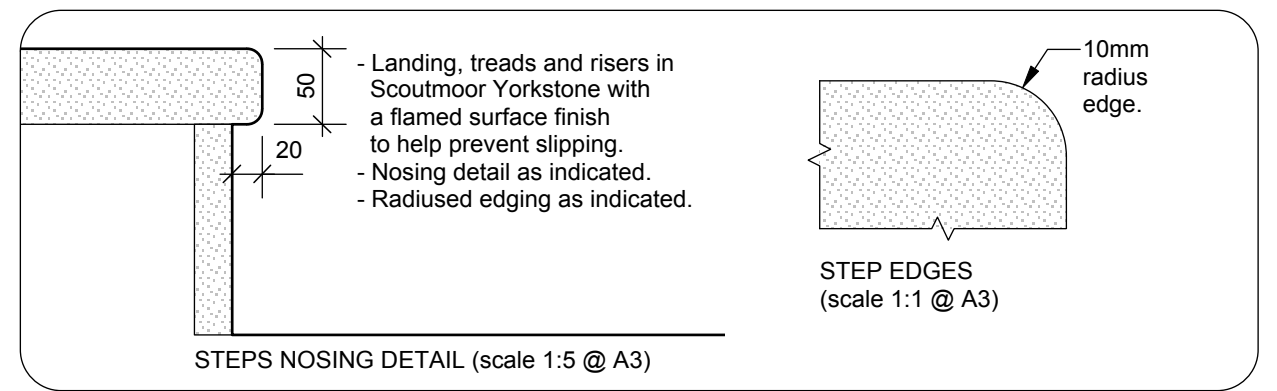 50
20
- Landing, treads and risers in
Scoutmoor Yorkstone with
a flamed surface finish
to help prevent slipping.
- Nosing detail as indicated.
- Radiused edging as indicated.
STEPS NOSING DETAIL (scale 1:5 @ A3)
10mm
radius
edge.
STEP EDGES
(scale 1:1 @ A3)